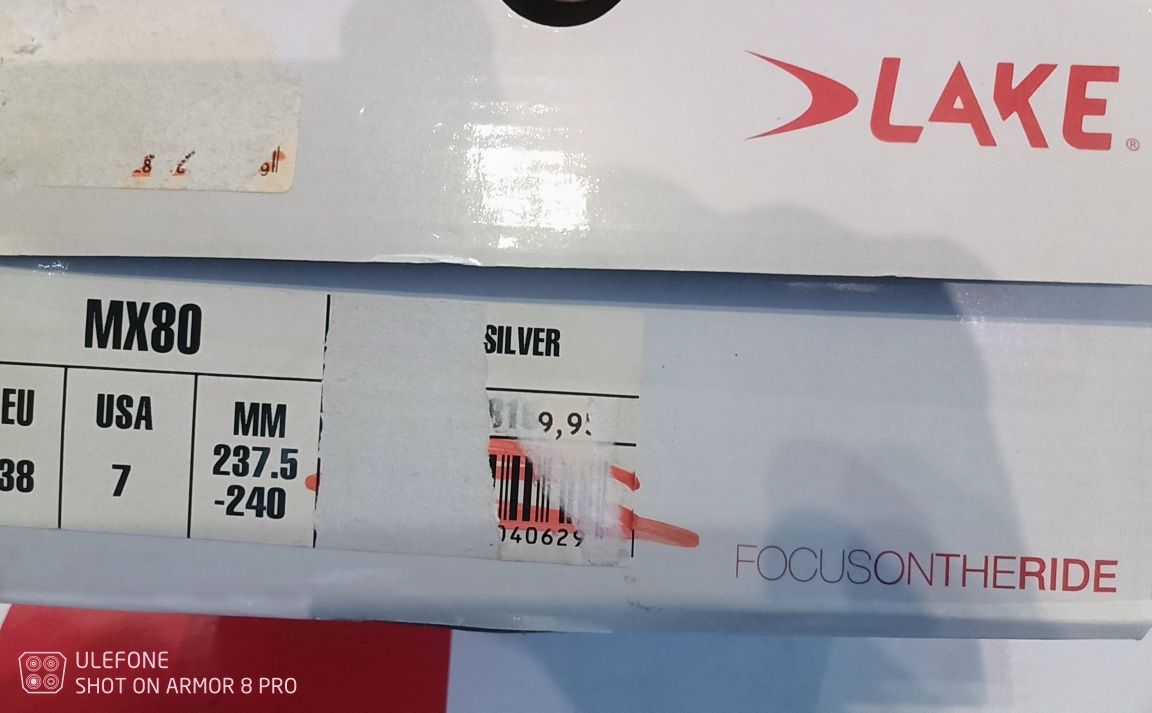 LAKE®
MX80
SILVER
EU USA MM
38 7 237.5
-240
9,9
040629
FOCUSONTHERIDE
ULEFONE
SHOT ON ARMOR 8 PRO